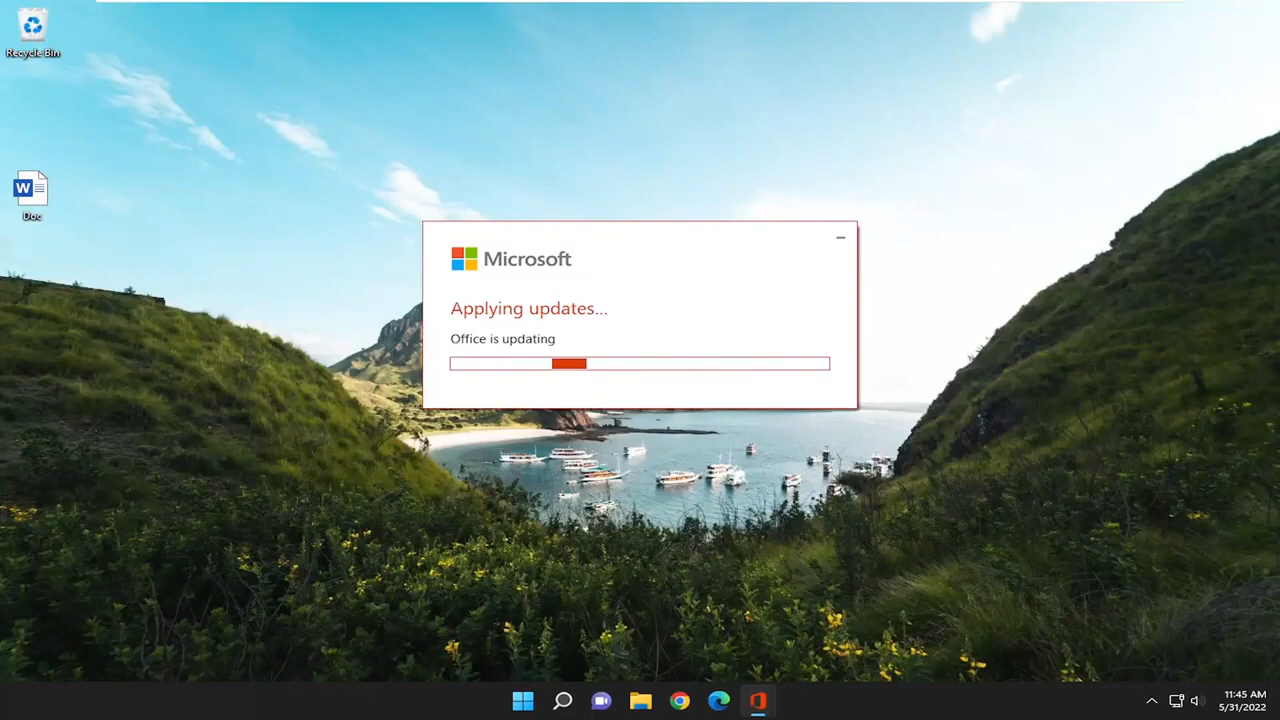 Recycle Bin
W
Doc
Microsoft
Applying updates...
Office is updating
11:45 AM
5/31/2022